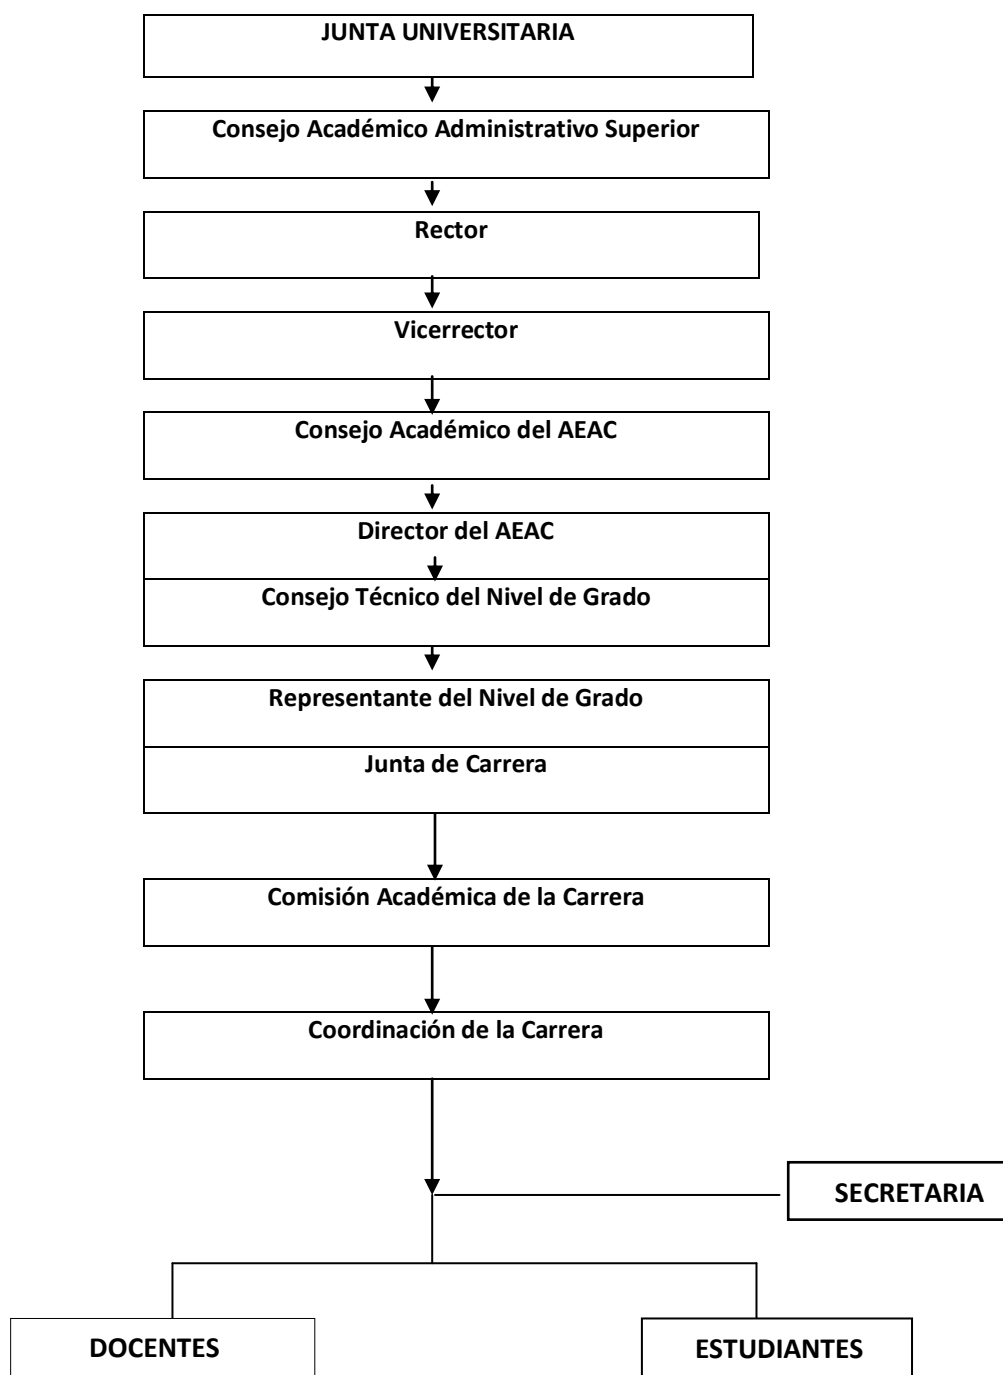 JUNTA UNIVERSITARIA
Consejo Académico Administrativo Superior
Rector
Vicerrector
Consejo Académico del AEAC
Director del AEAC
Consejo Técnico del Nivel de Grado
Representante del Nivel de Grado
Junta de Carrera
Comisión Académica de la Carrera
Coordinación de la Carrera
SECRETARIA
DOCENTES
ESTUDIANTES